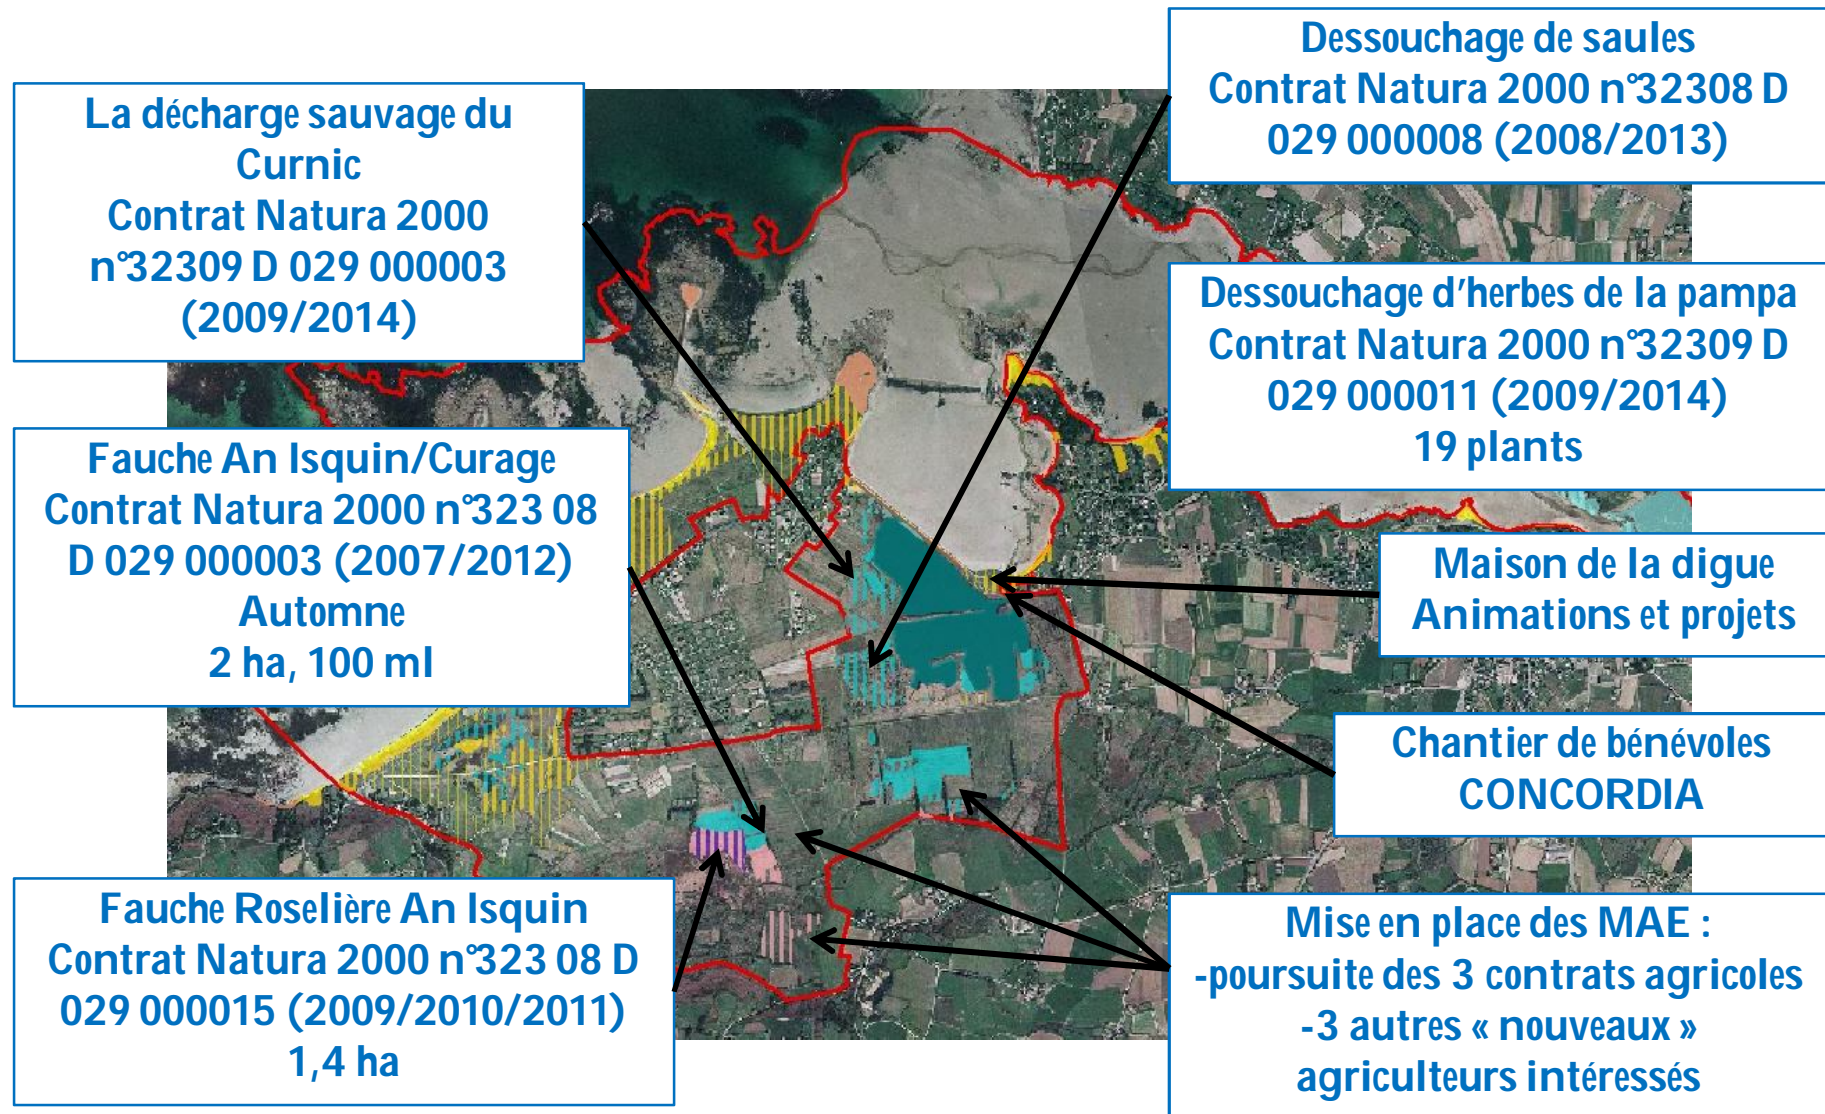 La décharge sauvage du
Curnic
Contrat Natura 2000
n°32309 D 029 000003
(2009/2014)
Fauche An Isquin/Curage
Contrat Natura 2000 n°323 08
D 029 000003 (2007/2012)
Automne
2 ha, 100 ml
Fauche Roselière An Isquin
Contrat Natura 2000 n°323 08 D
029 000015 (2009/2010/2011)
1,4 ha
Dessouchage de saules
Contrat Natura 2000 n°32308 D
029 000008 (2008/2013)
Dessouchage d'herbes de la pampa
Contrat Natura 2000 n°32309 D
029 000011 (2009/2014)
19 plants
Maison de la digue
Animations et projets
Chantier de bénévoles
CONCORDIA
Mise en place des MAE :
-poursuite des 3 contrats agricoles
-3 autres « nouveaux »
agriculteurs intéressés